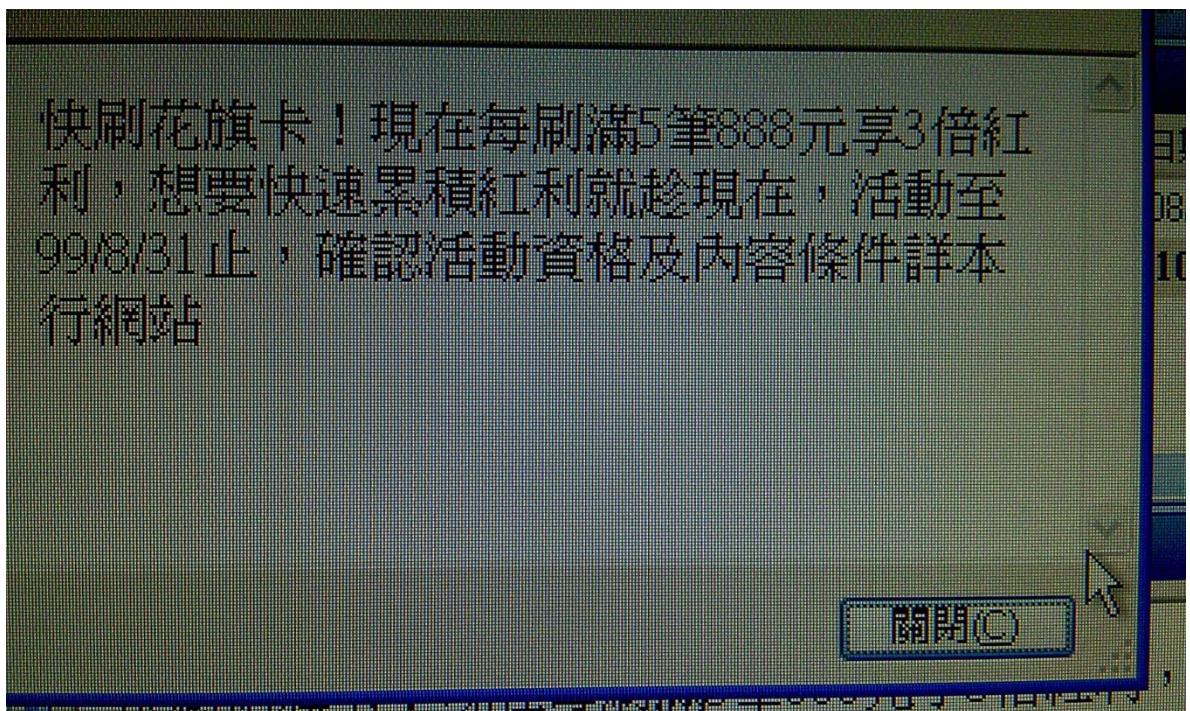 快刷花旗卡！現在每刷滿5筆888元享3倍紅
利，想要快速累積紅利就趁現在，活動至
99/8/31止，確認活動資格及內容條件詳本
行網站
關閉(C)
08
10